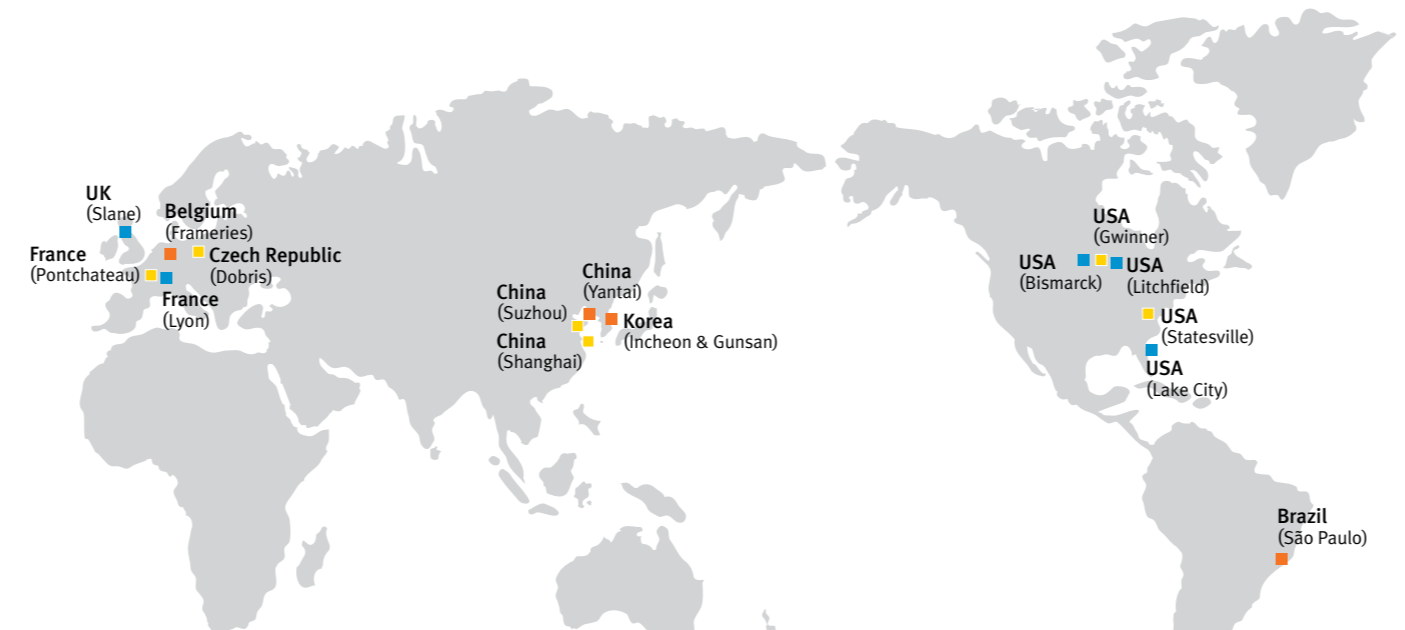 UK
(Slane)
Belgium
(Frameries)
France
(Pontchateau)
Czech Republic
(Dobris)
France
(Lyon)
China
(Yantai)
China
(Suzhou)
Korea
(Incheon & Gunsan)
China
(Shanghai)
USA
(Gwinner)
USA
(Bismarck)
USA
(Litchfield)
USA
(Statesville)
USA
(Lake City)
Brazil
(São Paulo)